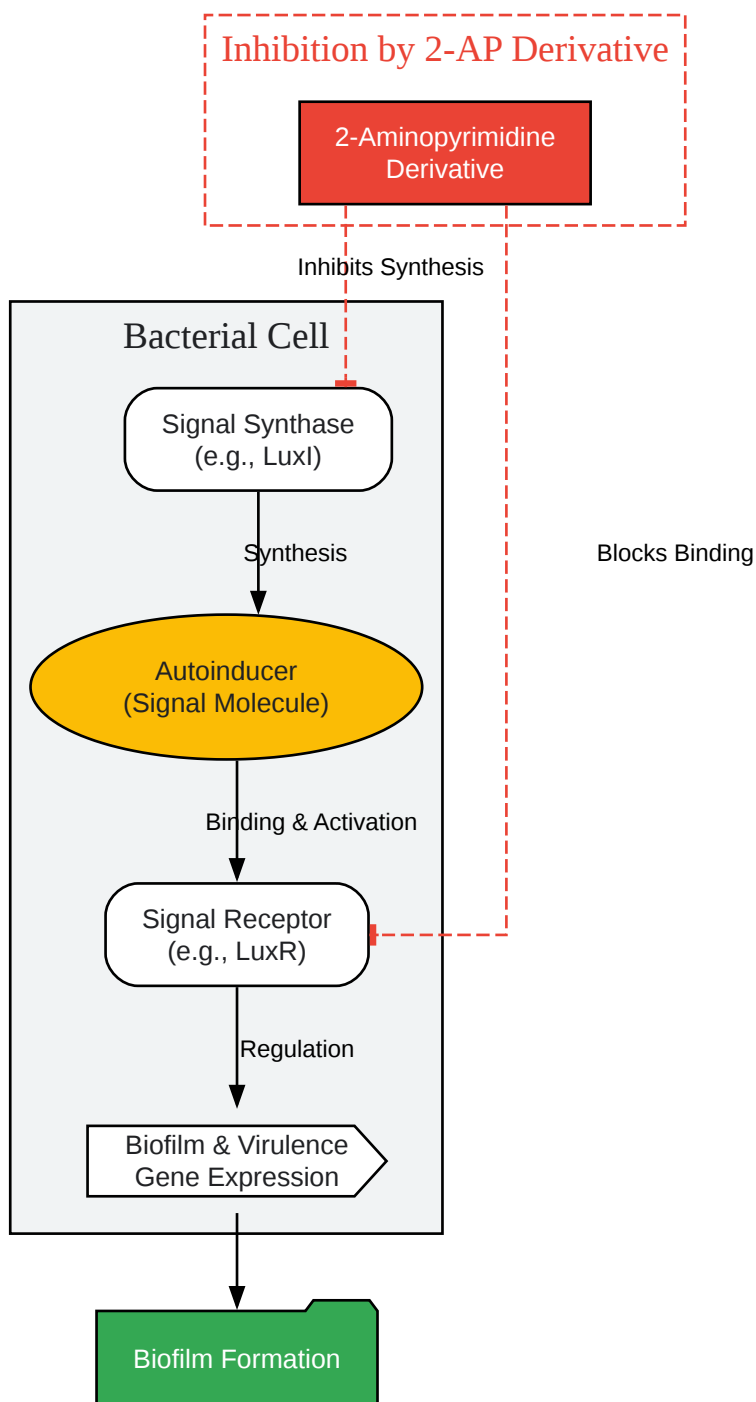 Inhibition by 2-AP Derivative
2-Aminopyrimidine
Derivative
Inhibits Synthesis
Bacterial Cell
Signal Synthase
(e.g., LuxI)
Synthesis
Blocks Binding
Autoinducer
(Signal Molecule)
Binding & Activation
Signal Receptor
(e.g., LuxR)
Regulation
Biofilm & Virulence
Gene Expression
Biofilm Formation